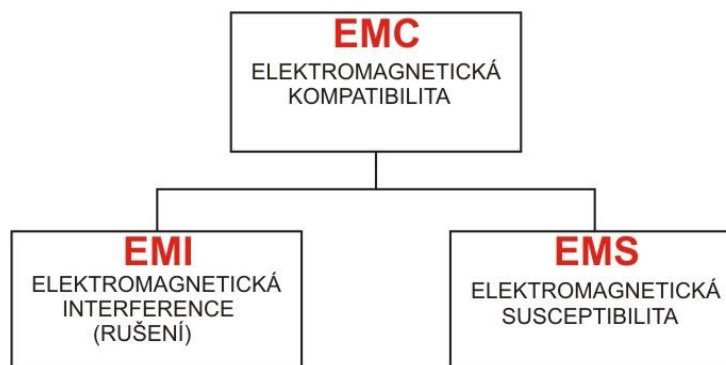 EMC
ELEKTROMAGNETICKÁ
KOMPATIBILITA
EMI
ELEKTROMAGNETICKÁ
INTERFERENCE
(RUŠENÍ)
EMS
ELEKTROMAGNETICKÁ
SUSCEPTIBILITA